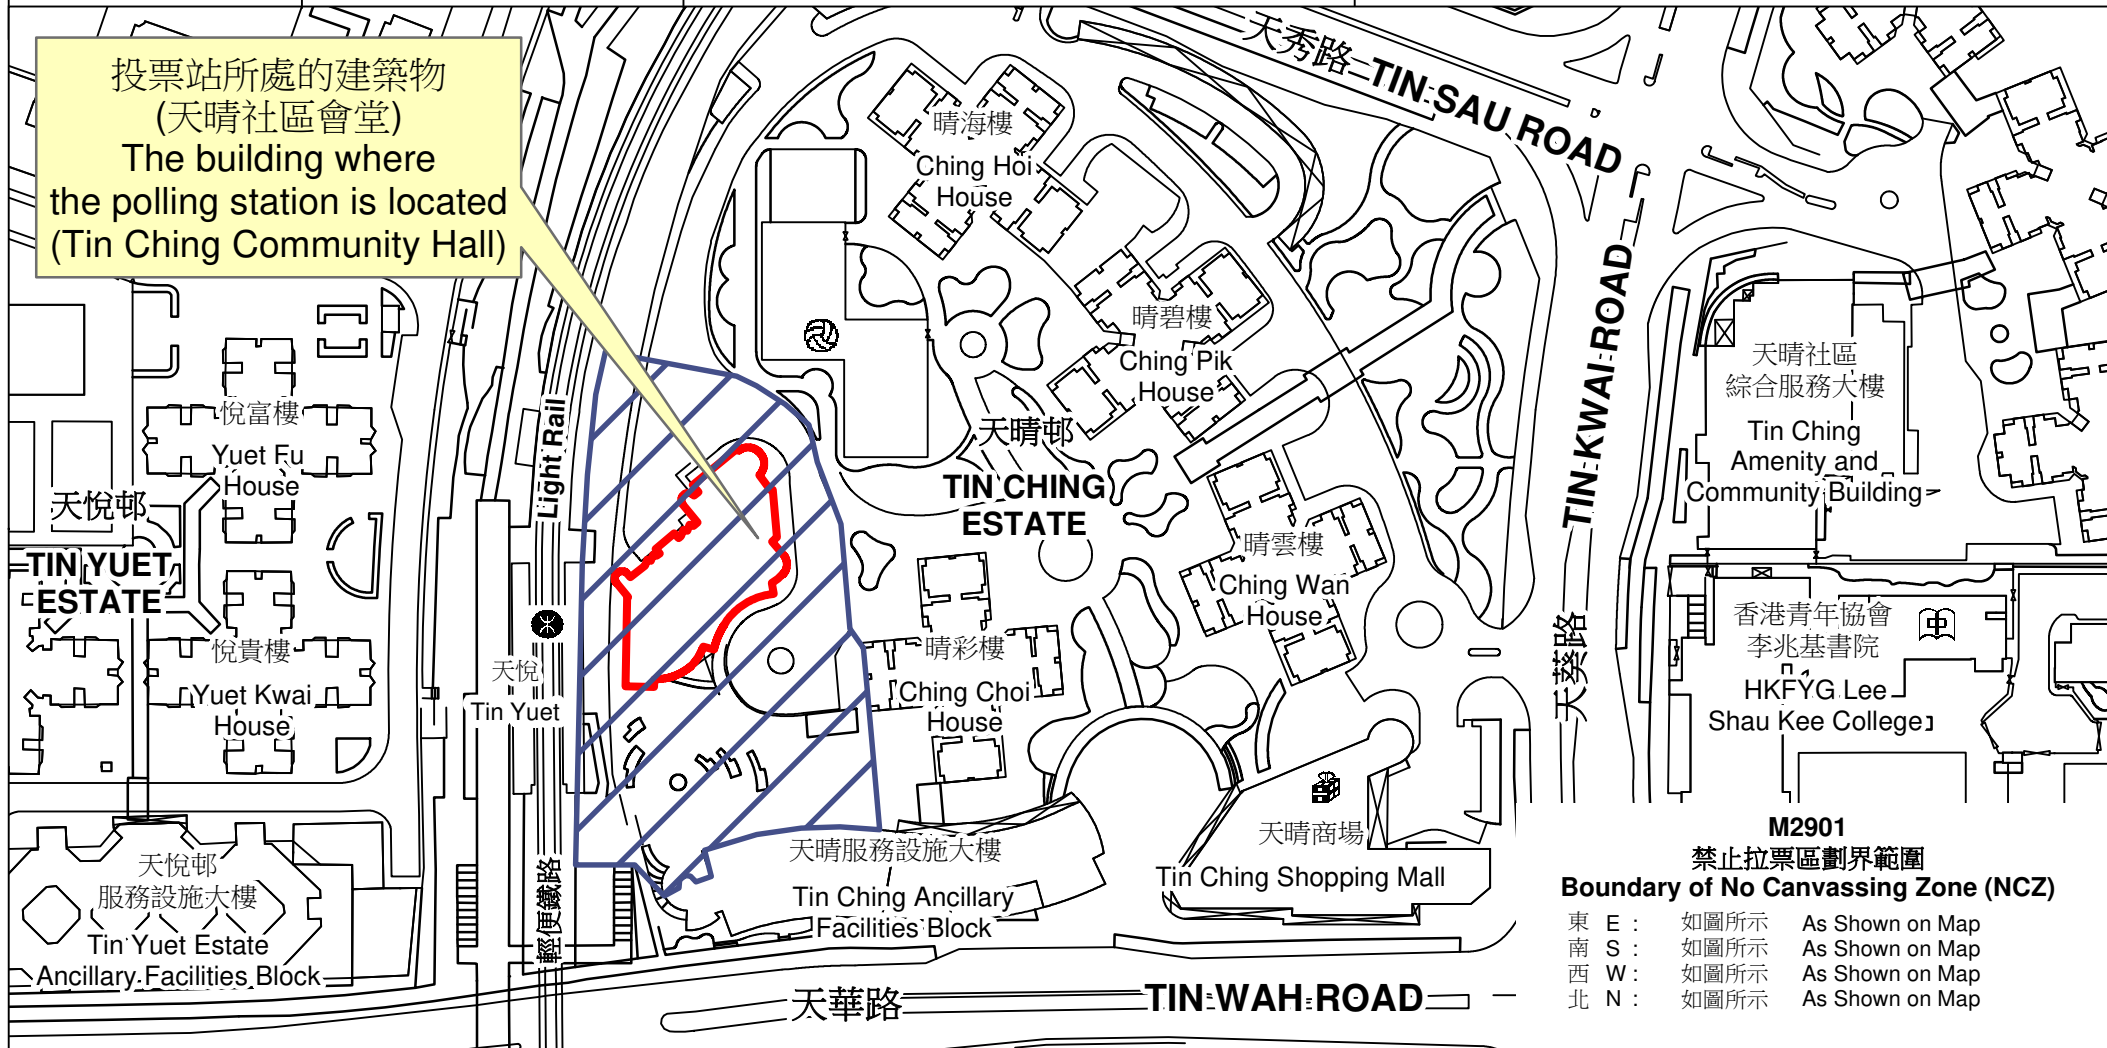 投票站所處的建築物
(天晴社區會堂)
The building where
the polling station is located
(Tin Ching Community Hall)
天秀路 TIN SAU ROAD
晴海樓
Ching Hoi
House
晴碧樓
Ching Pik
House
天葵路 TIN KWAI ROAD
天晴社區
綜合服務大樓
Tin Ching
Amenity and
Community Building
悅富樓
Yuet Fu
House
天悅邨
TIN YUET
ESTATE
悅貴樓
Yuet Kwai
House
Light Rail
輕便鐵路
天悅
Tin Yuet
天晴邨
TIN CHING
ESTATE
晴雲樓
Ching Wan
House
晴彩樓
Ching Choi
House
香港青年協會
李兆基書院
HKFYG Lee
Shau Kee College
中
天晴商場
Tin Ching Shopping Mall
天晴服務設施大樓
Tin Ching Ancillary
Facilities Block
天悅邨
服務設施大樓
Tin Yuet Estate
Ancillary Facilities Block
天華路 TIN WAH ROAD
M2901
禁止拉票區劃界範圍
Boundary of No Canvassing Zone (NCZ)
東 E : 如圖所示 As Shown on Map
南 S : 如圖所示 As Shown on Map
西 W : 如圖所示 As Shown on Map
北 N : 如圖所示 As Shown on Map